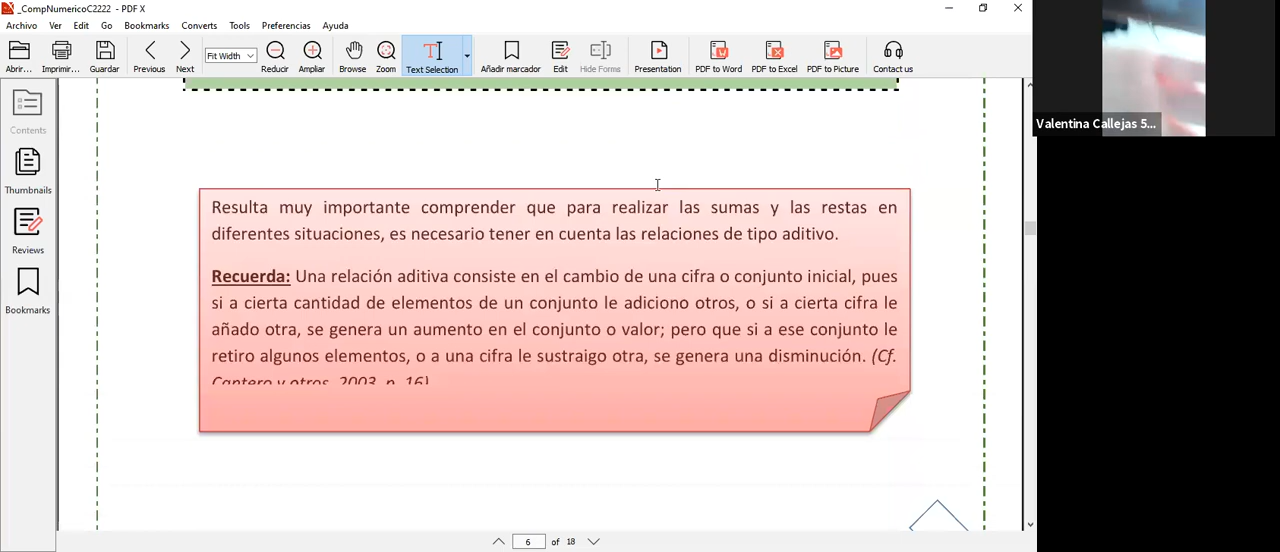 _CompNumericoC2222 - PDF X
Archivo Ver Edit Go Bookmarks Converts Tools Preferencias Ayuda
Abrir... Imprimir... Guardar Previous Next Fit Width Reducir Ampliar Browse Zoom Text Selection Añadir marcador Edit Hide Forms Presentation PDF to Word PDF to Excel PDF to Picture Contact us
Contents
Thumbnails
Reviews
Bookmarks
Resulta muy importante comprender que para realizar las sumas y las restas en
diferentes situaciones, es necesario tener en cuenta las relaciones de tipo aditivo.
Recuerda: Una relación aditiva consiste en el cambio de una cifra o conjunto inicial, pues
si a cierta cantidad de elementos de un conjunto le adiciono otros, o si a cierta cifra le
añado otra, se genera un aumento en el conjunto o valor; pero que si a ese conjunto le
retiro algunos elementos, o a una cifra le sustraigo otra, se genera una disminución. (Cf.
Cantero y otros, 2003, p. 16)
6 of 18
Valentina Callejas 5...